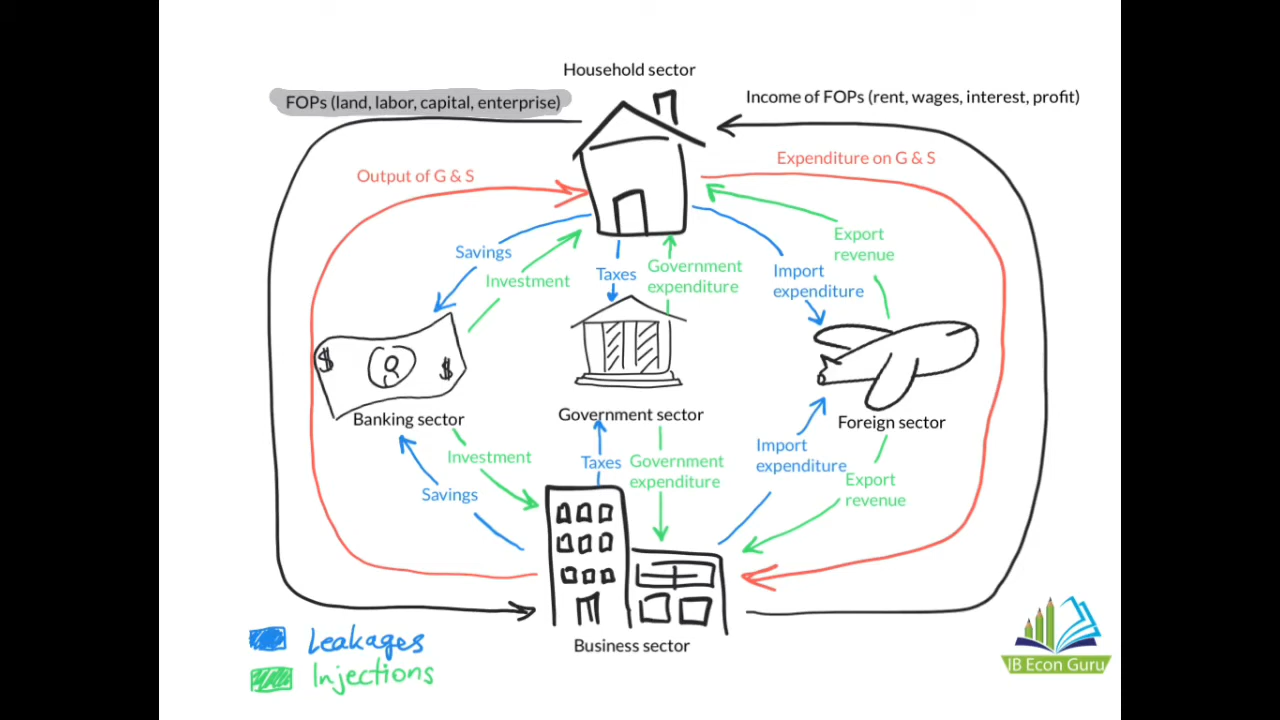 Household sector
FOPs (land, labor, capital, enterprise)
Income of FOPs (rent, wages, interest, profit)
Output of G & S
Expenditure on G & S
Savings
Investment
Taxes
Government
expenditure
Import
expenditure
Export
revenue
$
$
Banking sector
Government sector
Foreign sector
Investment
Savings
Taxes
Government
expenditure
Import
expenditure
Export
revenue
Business sector
Leakages
Injections
IB Econ Guru